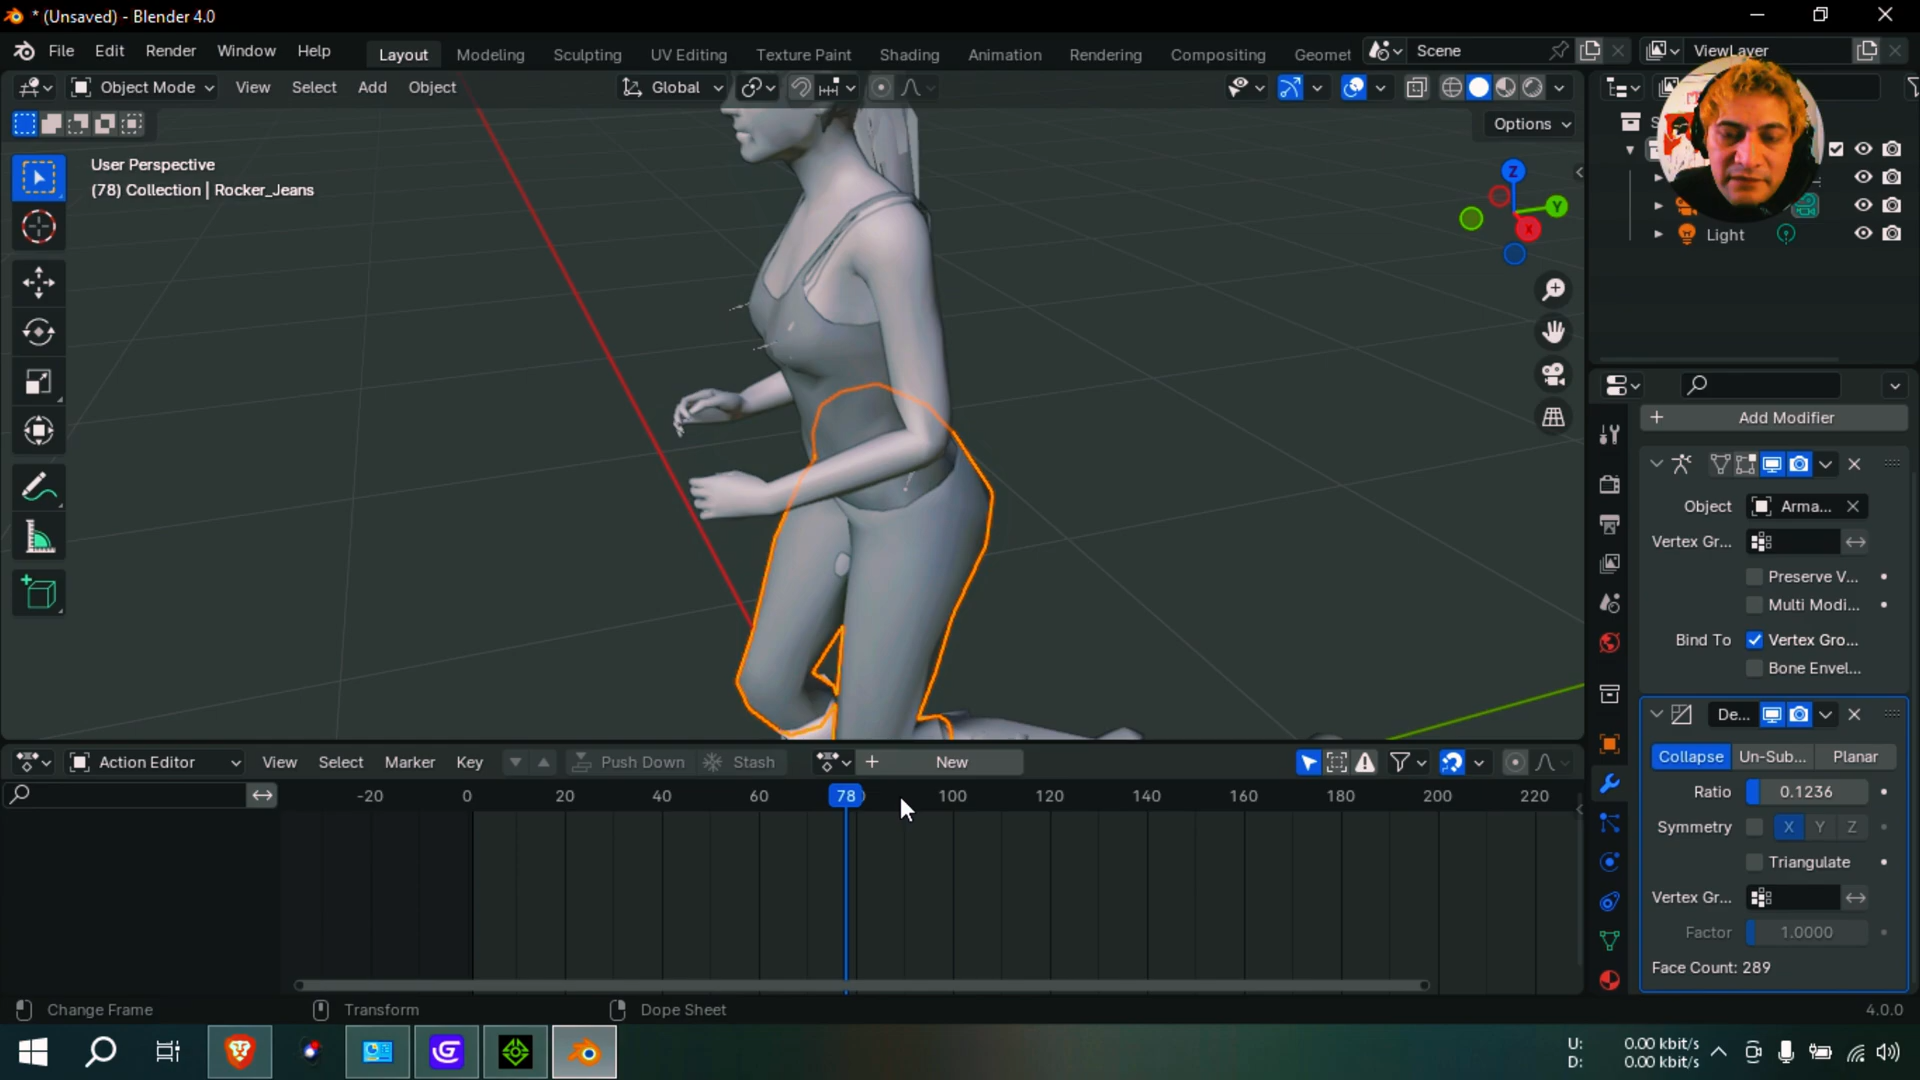 * (Unsaved) - Blender 4.0
File Edit Render Window Help Layout Modeling Sculpting UV Editing Texture Paint Shading Animation Rendering Compositing Geomet Scene ViewLayer
Object Mode View Select Add Object Global
Options
User Perspective
(78) Collection | Rocker_Jeans
Z
Y
X
Light
Add Modifier
Object Arma...
Vertex Gr...
Preserve V...
Multi Modi...
Bind To Vertex Gro...
Bone Envel...
De...
Collapse Un-Sub... Planar
Ratio 0.1236
Symmetry X Y Z
Triangulate
Vertex Gr...
Factor 1.0000
Face Count: 289
Action Editor View Select Marker Key Push Down Stash New
-20 0 20 40 60 78 100 120 140 160 180 200 220
Change Frame Transform Dope Sheet 4.0.0
U: 0.00 kbit/s
D: 0.00 kbit/s